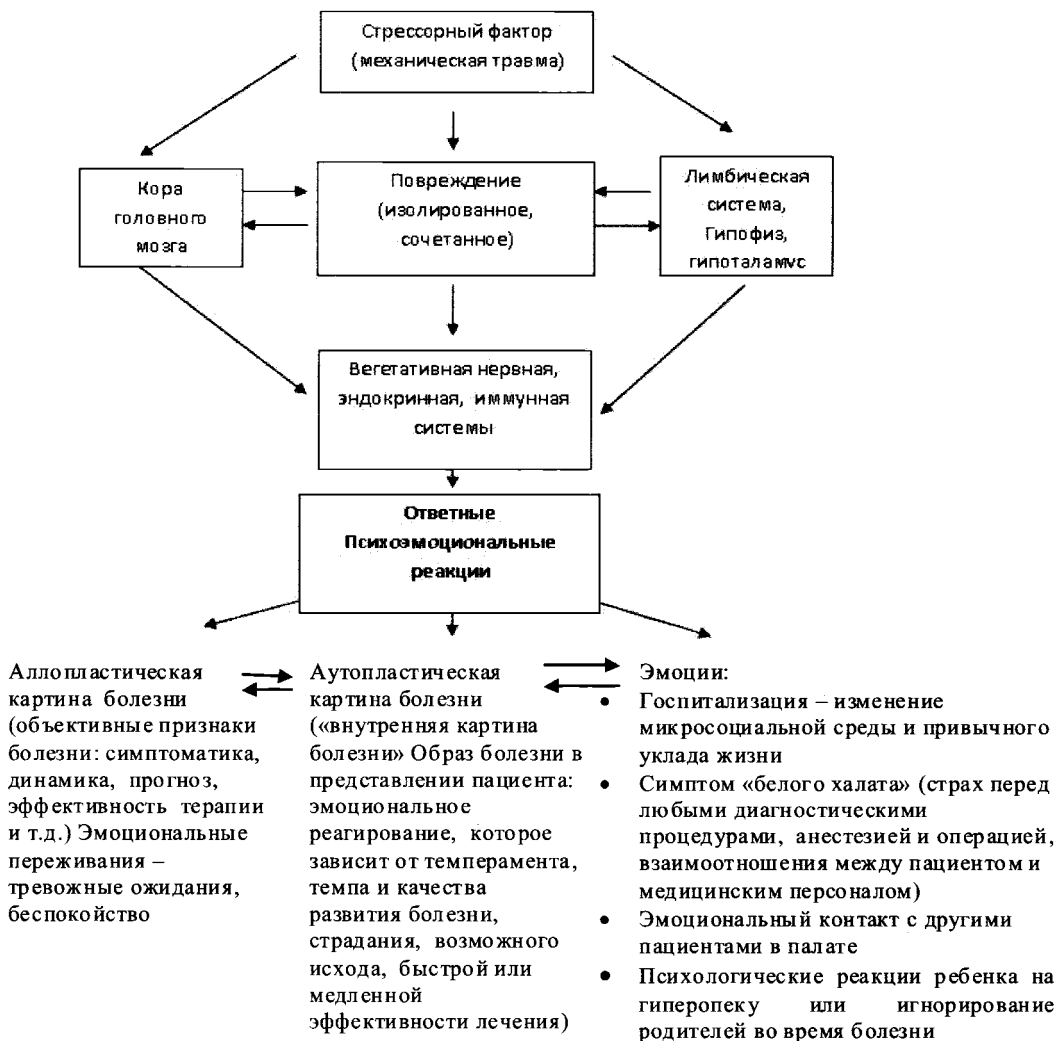 Стрессорный фактор
(механическая травма)
Кора
головного
мозга
Повреждение
(изолированное,
сочетанное)
Лимбическая
система,
Гипофиз,
гипоталамус
Вегетативная нервная,
эндокринная, иммунная
системы
Ответные
Психоэмоциональные
реакции
Аллопластическая
картина болезни
(объективные признаки
болезни: симптоматика,
динамика, прогноз,
эффективность терапии
и т.д.) Эмоциональные
переживания –
тревожные ожидания,
беспокойство
Аутопластическая
картина болезни
(«внутренняя картина
болезни» Образ болезни в
представлении пациента:
эмоциональное
реагирование, которое
зависит от темперамента,
темпа и качества
развития болезни,
страдания, возможного
исхода, быстрой или
медленной
эффективности лечения)
Эмоции:
• Госпитализация – изменение
микросоциальной среды и привычного
уклада жизни
• Симптом «белого халата» (страх перед
любыми диагностическими
процедурами, анестезией и операцией,
взаимоотношения между пациентом и
медицинским персоналом)
• Эмоциональный контакт с другими
пациентами в палате
• Психологические реакции ребенка на
гиперопеку или игнорирование
родителей во время болезни